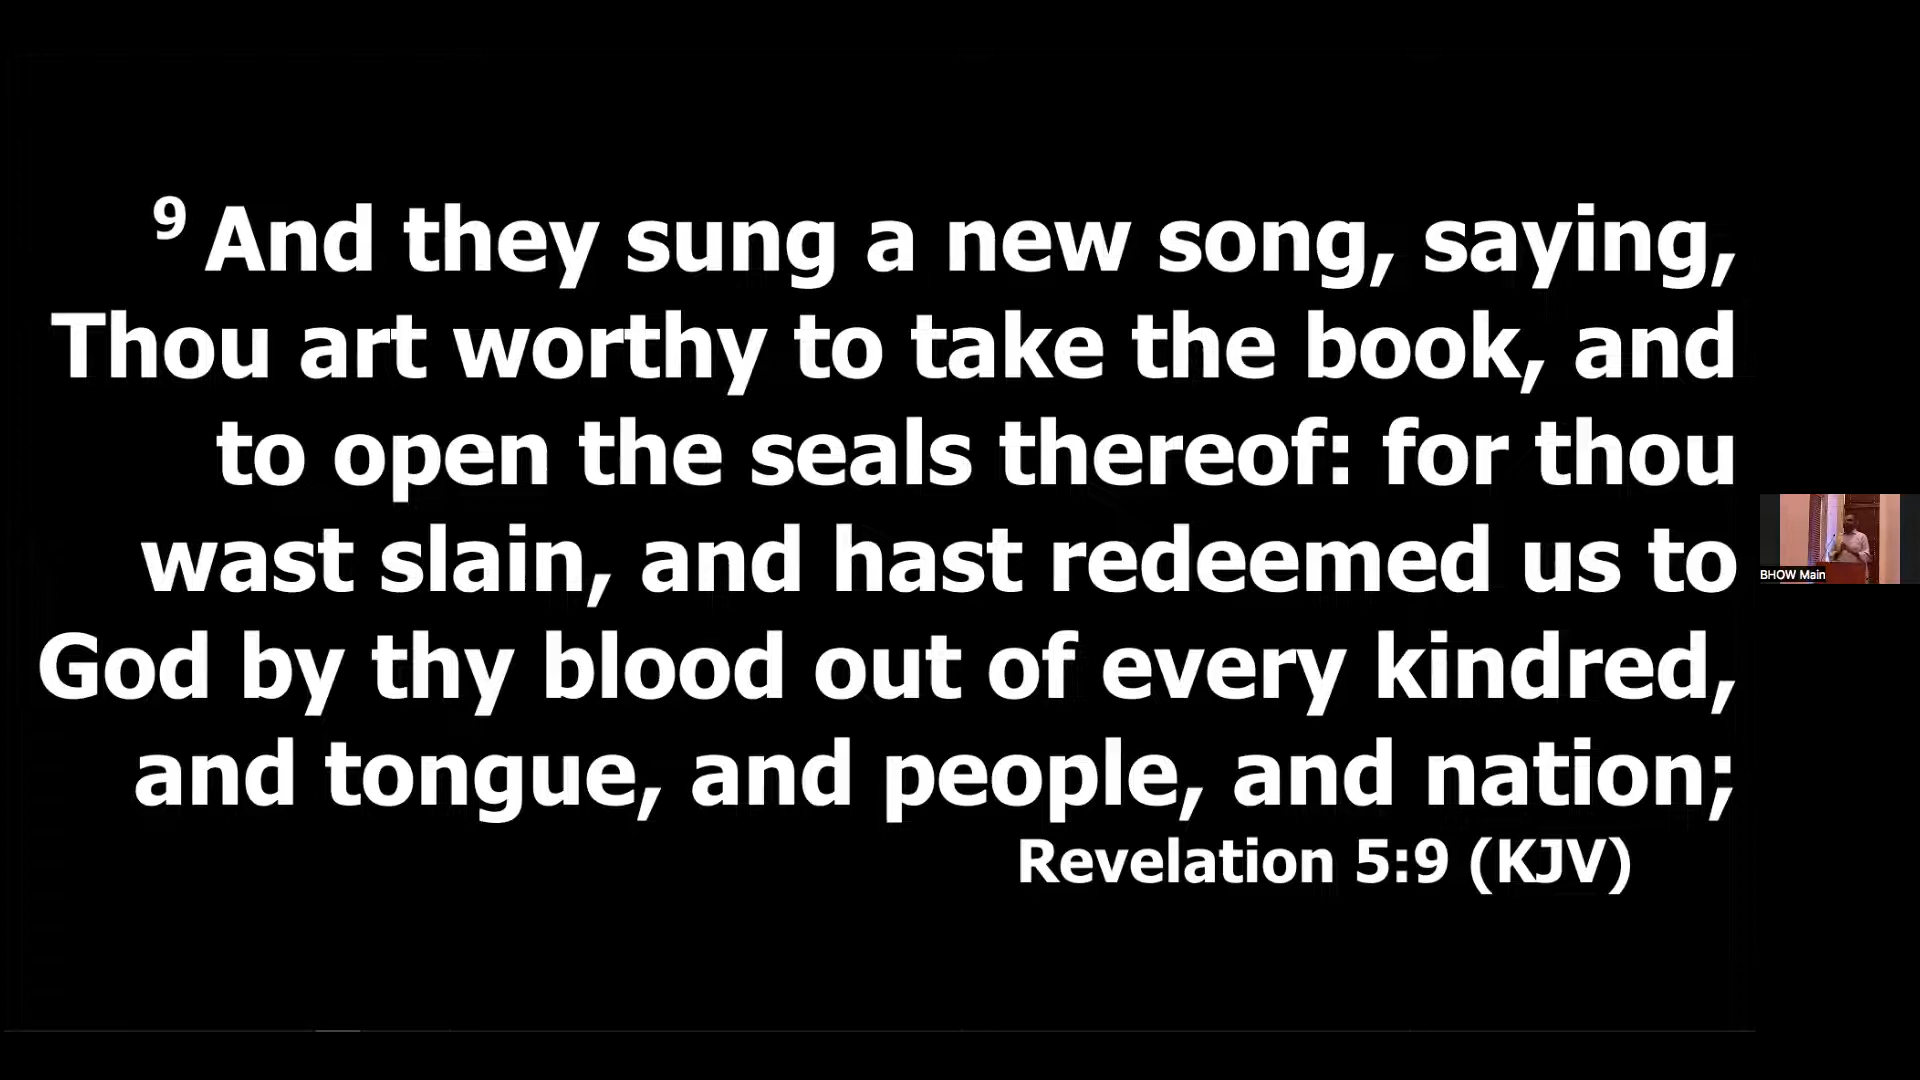 9 And they sung a new song, saying,
Thou art worthy to take the book, and
to open the seals thereof: for thou
wast slain, and hast redeemed us to
God by thy blood out of every kindred,
and tongue, and people, and nation;
Revelation 5:9 (KJV)
BHOW Main